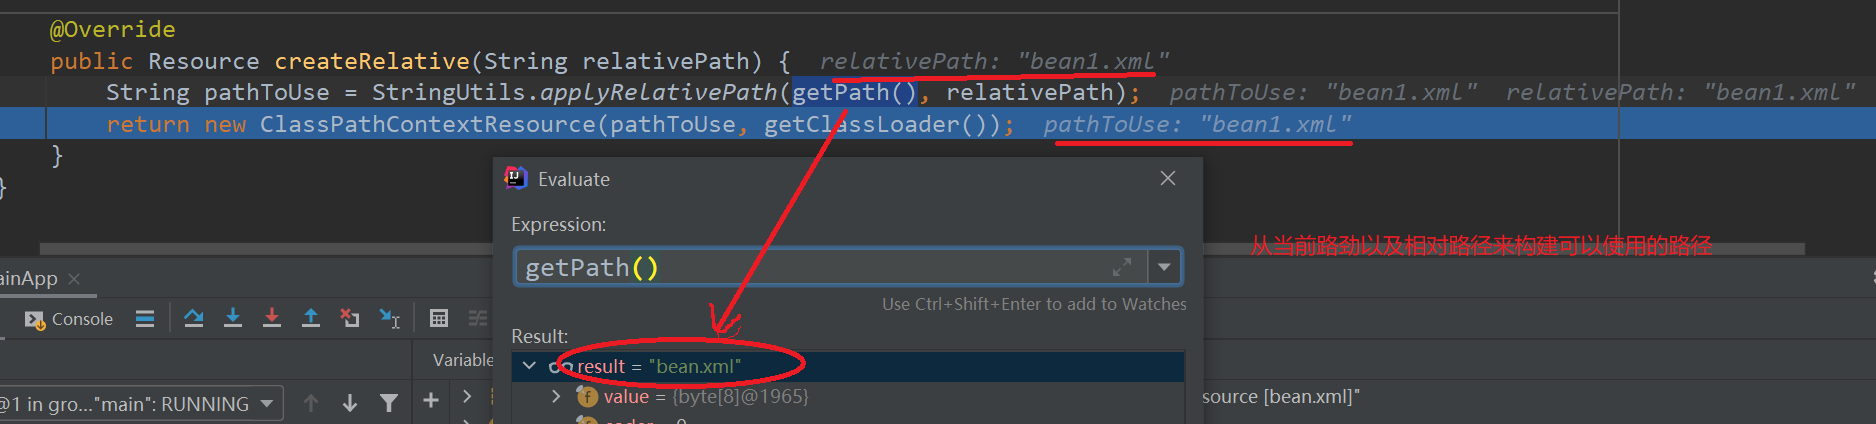 @Override
public Resource createRelative(String relativePath) {  relativePath: "bean1.xml"
String pathToUse = StringUtils.applyRelativePath(getPath(), relativePath);  pathToUse: "bean1.xml"  relativePath: "bean1.xml"
return new ClassPathContextResource(pathToUse, getClassLoader());  pathToUse: "bean1.xml"
}
}
Evaluate
Expression:
从当前路劲以及相对路径来构建可以使用的路径
getPath()
ainApp
Use Ctrl+Shift+Enter to add to Watches
Console
Result:
Variable
result = "bean.xml"
@1 in gro..."main": RUNNING
value = {byte[8]@1965}
source [bean.xml]"